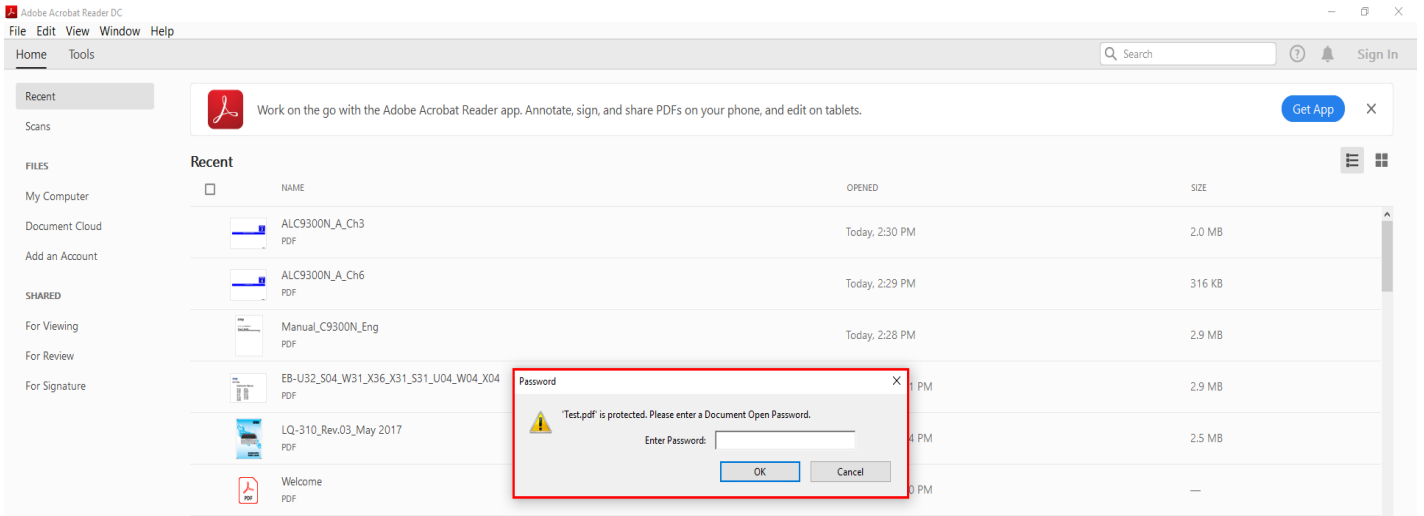 Adobe Acrobat Reader DC
File Edit View Window Help
Home Tools
Search
Sign In
Recent
Scans
FILES
My Computer
Document Cloud
Add an Account
SHARED
For Viewing
For Review
For Signature
Work on the go with the Adobe Acrobat Reader app. Annotate, sign, and share PDFs on your phone, and edit on tablets.
Get App
Recent
NAME OPENED SIZE
ALC9300N_A_Ch3
PDF
Today, 2:30 PM
2.0 MB
ALC9300N_A_Ch6
PDF
Today, 2:29 PM
316 KB
Manual_C9300N_Eng
PDF
Today, 2:28 PM
2.9 MB
EB-U32_S04_W31_X36_X31_S31_U04_W04_X04
PDF
1 PM
2.9 MB
LQ-310_Rev.03_May 2017
PDF
4 PM
2.5 MB
Welcome
PDF
0 PM
—
Password
'Test.pdf' is protected. Please enter a Document Open Password.
Enter Password:
OK Cancel